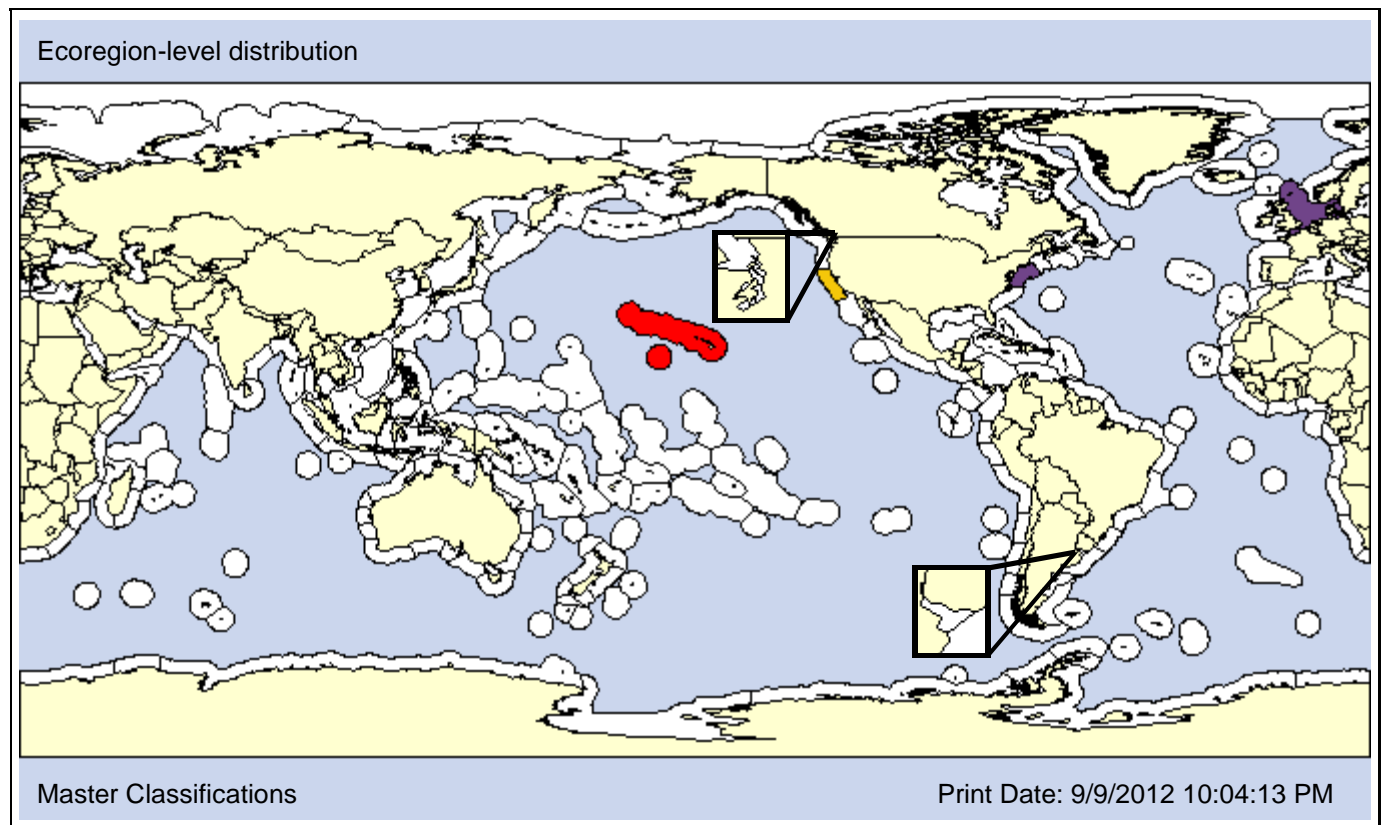 Ecoregion-level distribution
Master Classifications
Print Date: 9/9/2012 10:04:13 PM